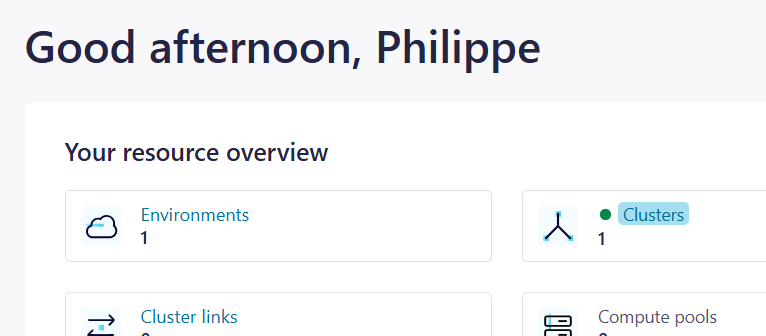 Good afternoon, Philippe
Your resource overview
Environments
1
Clusters
1
Cluster links
Compute pools